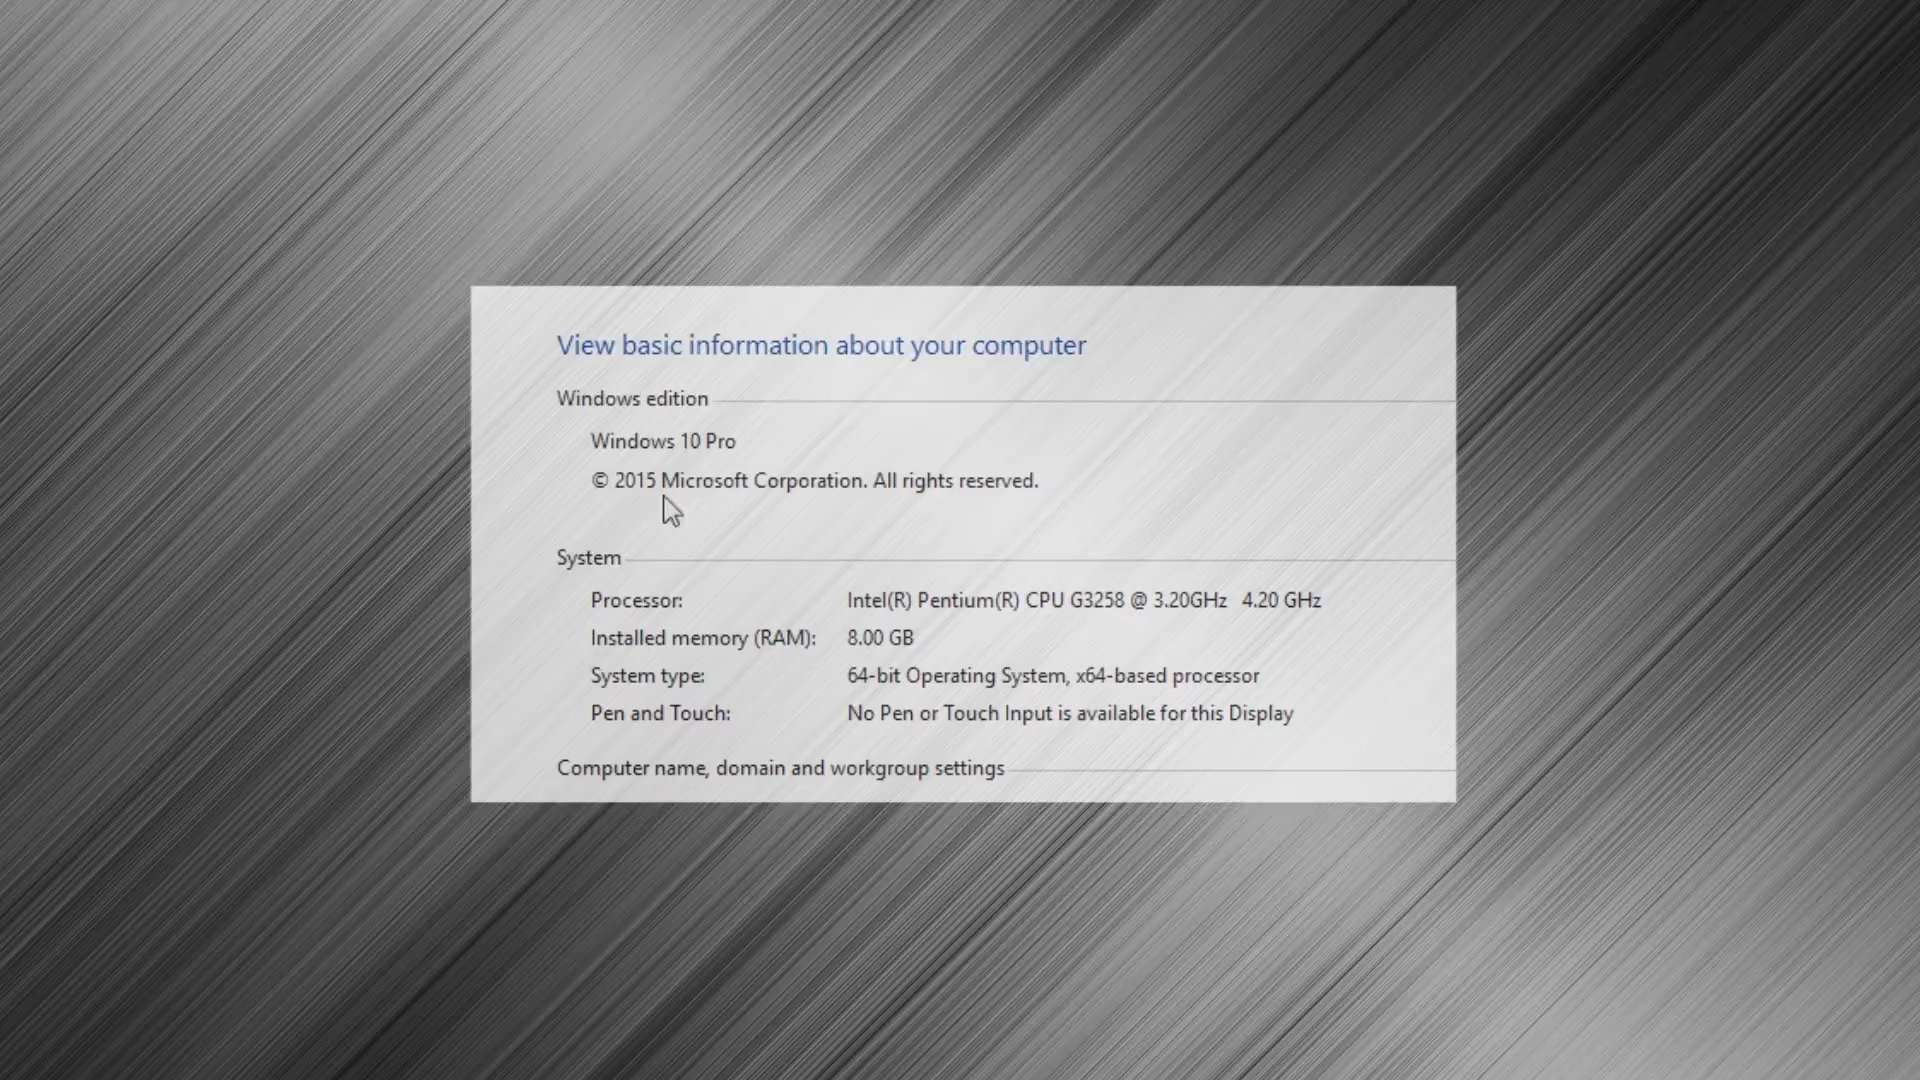 View basic information about your computer
Windows edition
Windows 10 Pro
© 2015 Microsoft Corporation. All rights reserved.
System
Processor: Intel(R) Pentium(R) CPU G3258 @ 3.20GHz 4.20 GHz
Installed memory (RAM): 8.00 GB
System type: 64-bit Operating System, x64-based processor
Pen and Touch: No Pen or Touch Input is available for this Display
Computer name, domain and workgroup settings